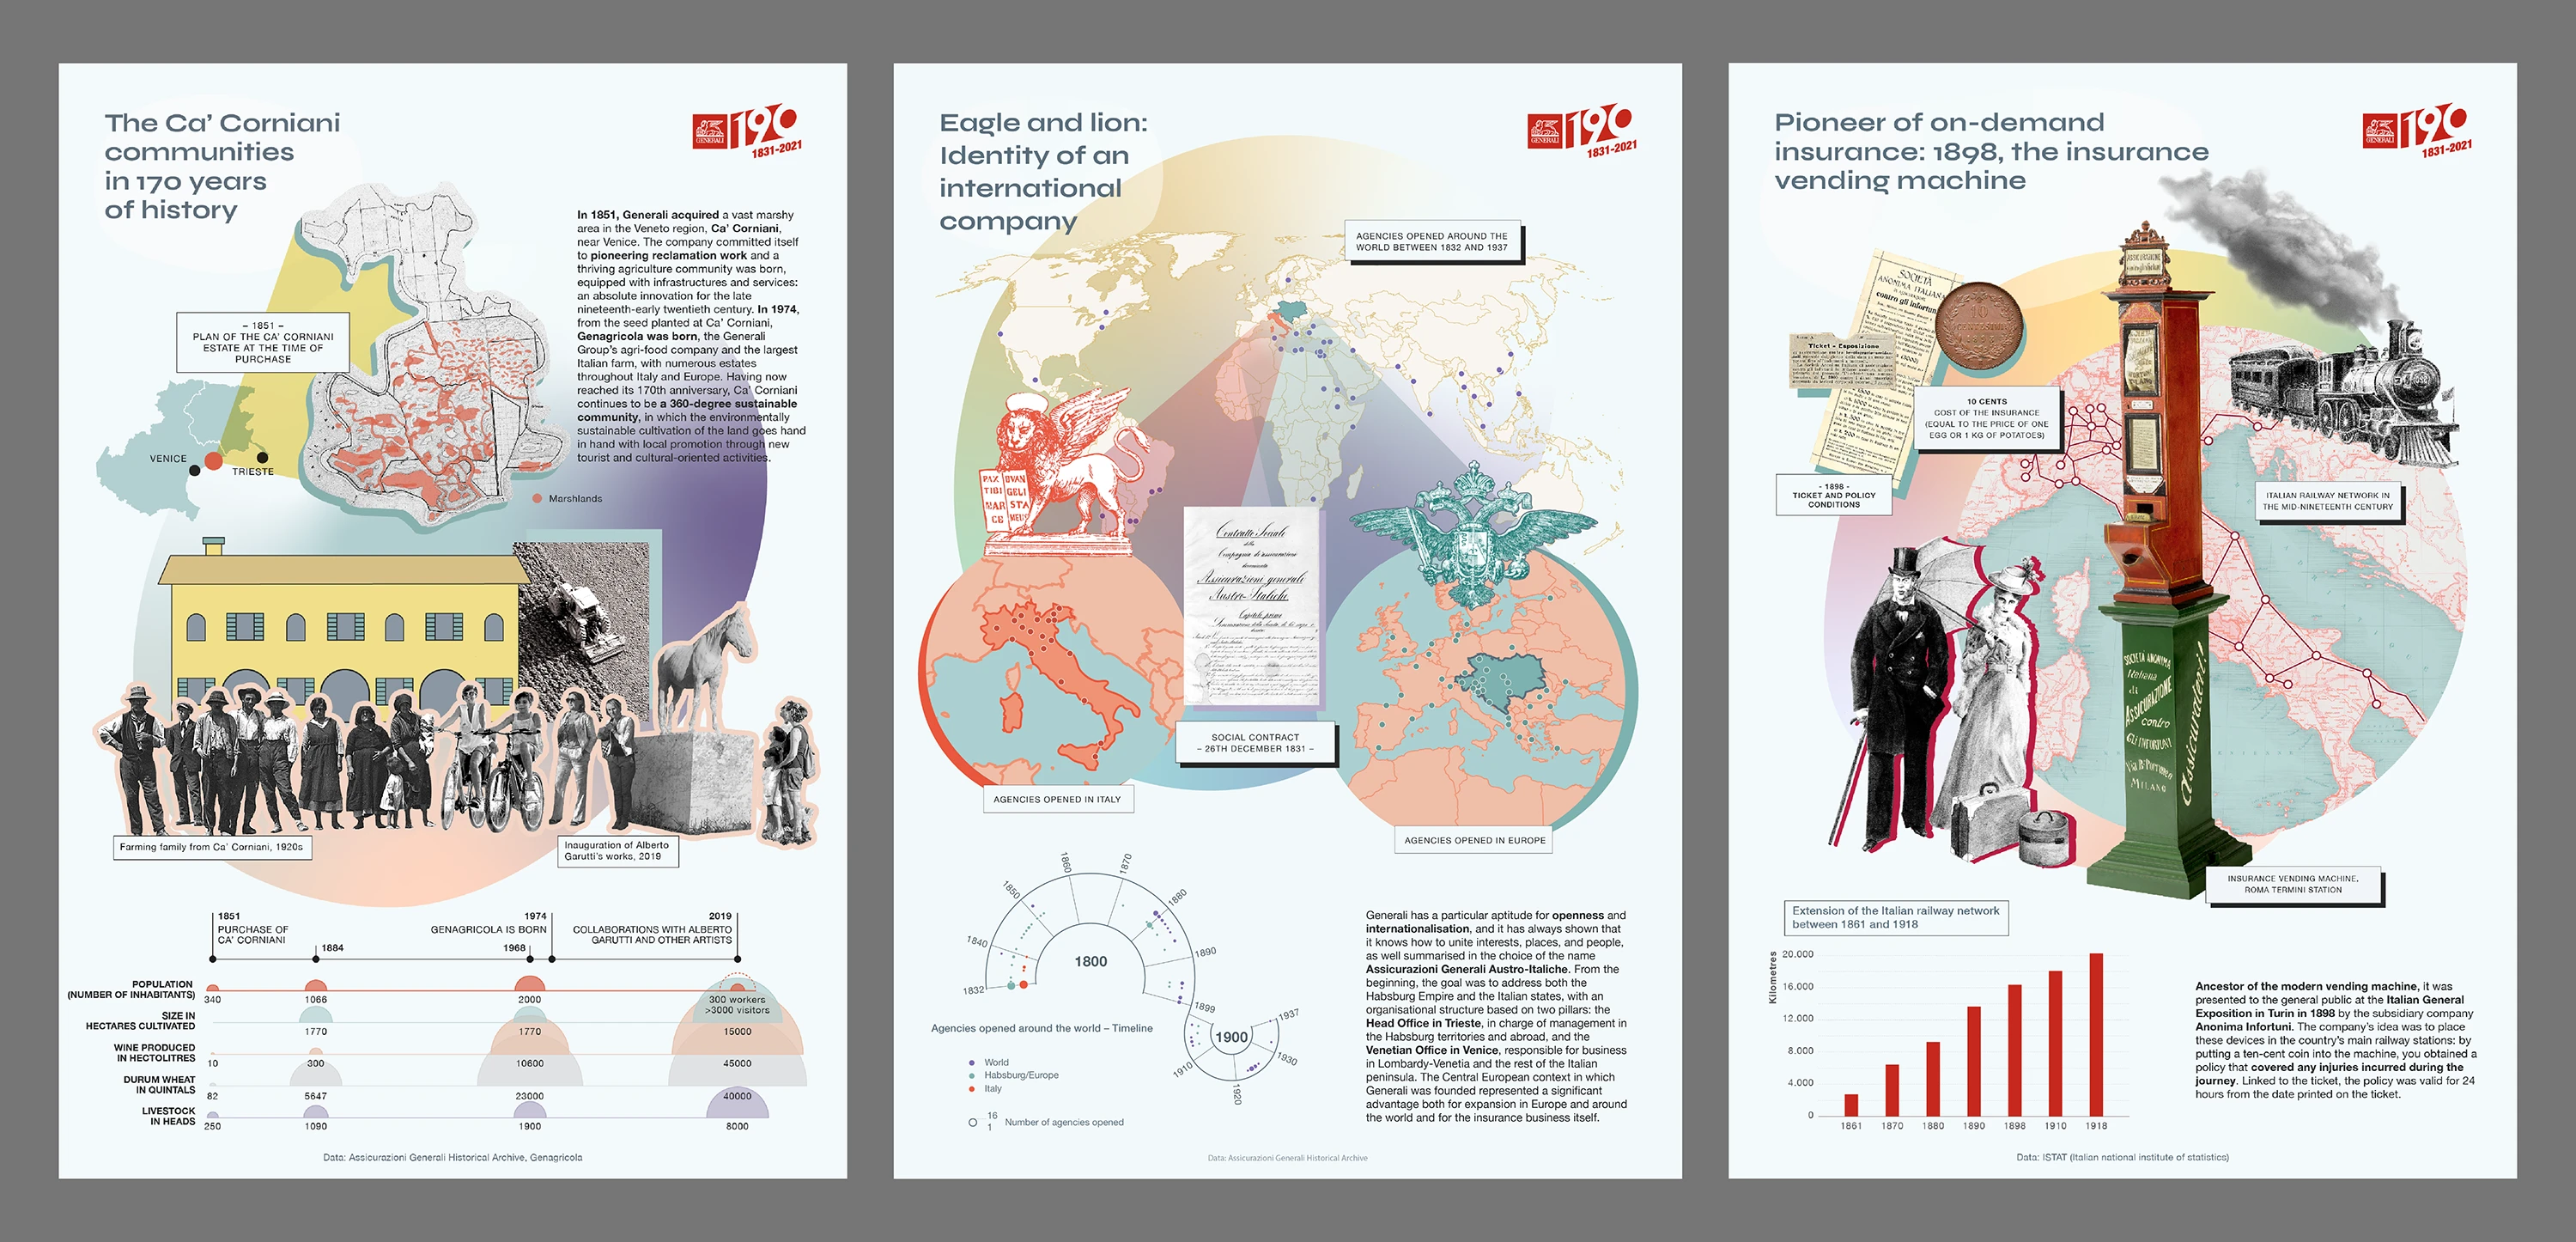 The Ca' Corniani
communities
in 170 years
of history
GENERALI
190
1831-2021
In 1851, Generali acquired a vast marshy
area in the Veneto region, Ca' Corniani,
near Venice. The company committed itself
to pioneering reclamation work and a
thriving agriculture community was born,
equipped with infrastructures and services:
an absolute innovation for the late
nineteenth-early twentieth century. In 1974,
from the seed planted at Ca' Corniani,
Genagricola was born, the Generali
Group's agri-food company and the largest
Italian farm, with numerous estates
throughout Italy and Europe. Having now
reached its 170th anniversary, Ca' Corniani
continues to be a 360-degree sustainable
community, in which the environmentally
sustainable cultivation of the land goes hand
in hand with local promotion through new
tourist and cultural-oriented activities.
– 1851 –
PLAN OF THE CA' CORNIANI
ESTATE AT THE TIME OF
PURCHASE
VENICE
TRIESTE
Marshlands
Farming family from Ca' Corniani, 1920s
Inauguration of Alberto
Garutti's works, 2019
1851
PURCHASE OF
CA' CORNIANI
1884
1974
GENAGRICOLA IS BORN
1968
2019
COLLABORATIONS WITH ALBERTO
GARUTTI AND OTHER ARTISTS
POPULATION
(NUMBER OF INHABITANTS)
340
1066
2000
300 workers
>3000 visitors
SIZE IN
HECTARES CULTIVATED
1770
1770
15000
WINE PRODUCED
IN HECTOLITRES
10
300
10600
45000
DURUM WHEAT
IN QUINTALS
82
5647
23000
40000
LIVESTOCK
IN HEADS
250
1090
1900
8000
Data: Assicurazioni Generali Historical Archive, Genagricola
Eagle and lion:
Identity of an
international
company
GENERALI
190
1831-2021
AGENCIES OPENED AROUND THE
WORLD BETWEEN 1832 AND 1937
PAX
TIBI
MAR
CE
EVAN
GELI
STA
MEUS
Contratto Sociale
della
Compagnia di assicurazione
denominata
Assicurazioni generali
Austro-Italiche
Capitolo primo
SOCIAL CONTRACT
– 26TH DECEMBER 1831 –
AGENCIES OPENED IN ITALY
AGENCIES OPENED IN EUROPE
1832
1840
1850
1860
1870
1880
1890
1899
1800
1900
1910
1920
1930
1937
Agencies opened around the world – Timeline
World
Habsburg/Europe
Italy
16
1
Number of agencies opened
Generali has a particular aptitude for openness and
internationalisation, and it has always shown that
it knows how to unite interests, places, and people,
as well summarised in the choice of the name
Assicurazioni Generali Austro-Italiche. From the
beginning, the goal was to address both the
Habsburg Empire and the Italian states, with an
organisational structure based on two pillars: the
Head Office in Trieste, in charge of management in
the Habsburg territories and abroad, and the
Venetian Office in Venice, responsible for business
in Lombardy-Venetia and the rest of the Italian
peninsula. The Central European context in which
Generali was founded represented a significant
advantage both for expansion in Europe and around
the world and for the insurance business itself.
Data: Assicurazioni Generali Historical Archive
Pioneer of on-demand
insurance: 1898, the insurance
vending machine
GENERALI
190
1831-2021
SOCIETÀ
ANONIMA ITALIANA
contro gli infortun
Ticket - Esposizione
10
CENTESIMI
10 CENTS
COST OF THE INSURANCE
(EQUAL TO THE PRICE OF ONE
EGG OR 1 KG OF POTATOES)
- 1898 -
TICKET AND POLICY
CONDITIONS
ITALIAN RAILWAY NETWORK IN
THE MID-NINETEENTH CENTURY
SOCIETÀ ANONIMA
Italiana
di
ASSICURAZIONE
contro
GLI INFORTUNI
MILANO
Assicuratevi!
INSURANCE VENDING MACHINE,
ROMA TERMINI STATION
Extension of the Italian railway network
between 1861 and 1918
Kilometres
20.000
16.000
12.000
8.000
4.000
0
1861
1870
1880
1890
1898
1910
1918
Ancestor of the modern vending machine, it was
presented to the general public at the Italian General
Exposition in Turin in 1898 by the subsidiary company
Anonima Infortuni. The company's idea was to place
these devices in the country's main railway stations: by
putting a ten-cent coin into the machine, you obtained a
policy that covered any injuries incurred during the
journey. Linked to the ticket, the policy was valid for 24
hours from the date printed on the ticket.
Data: ISTAT (Italian national institute of statistics)